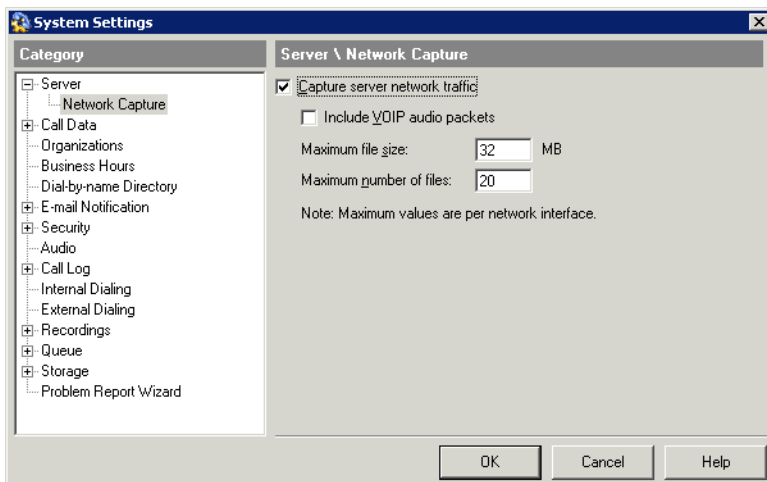 System Settings
Category
Server
Network Capture
Call Data
Organizations
Business Hours
Dial-by-name Directory
E-mail Notification
Security
Audio
Call Log
Internal Dialing
External Dialing
Recordings
Queue
Storage
Problem Report Wizard
Server \ Network Capture
Capture server network traffic
Include VOIP audio packets
Maximum file size: 32 MB
Maximum number of files: 20
Note: Maximum values are per network interface.
OK Cancel Help